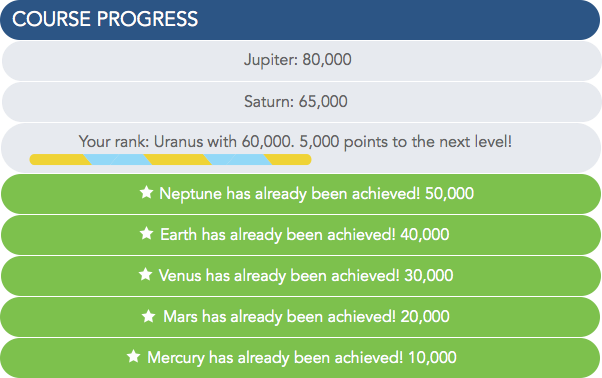 COURSE PROGRESS
Jupiter: 80,000
Saturn: 65,000
Your rank: Uranus with 60,000. 5,000 points to the next level!
Neptune has already been achieved! 50,000
Earth has already been achieved! 40,000
Venus has already been achieved! 30,000
Mars has already been achieved! 20,000
Mercury has already been achieved! 10,000